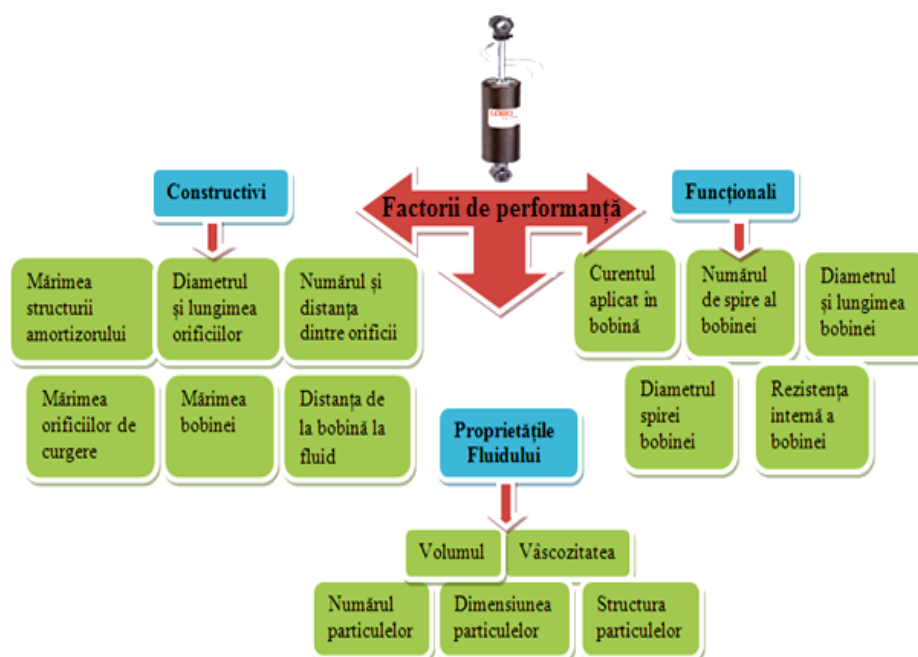 Factorii de performanță
Constructivi
Mărimea
structurii
amortizorului
Diametrul
și lungimea
orificiilor
Numărul și
distanța
dintre orificii
Mărimea
orificiilor de
curgere
Mărimea
bobinei
Distanța de
la bobină la
fluid
Funcționali
Curentul
aplicat în
bobină
Numărul
de spire al
bobinei
Diametrul
și lungimea
bobinei
Diametrul
spirei
bobinei
Rezistența
internă a
bobinei
Proprietățile
Fluidului
Volumul
Vâscozitatea
Numărul
particulelor
Dimensiunea
particulelor
Structura
particulelor